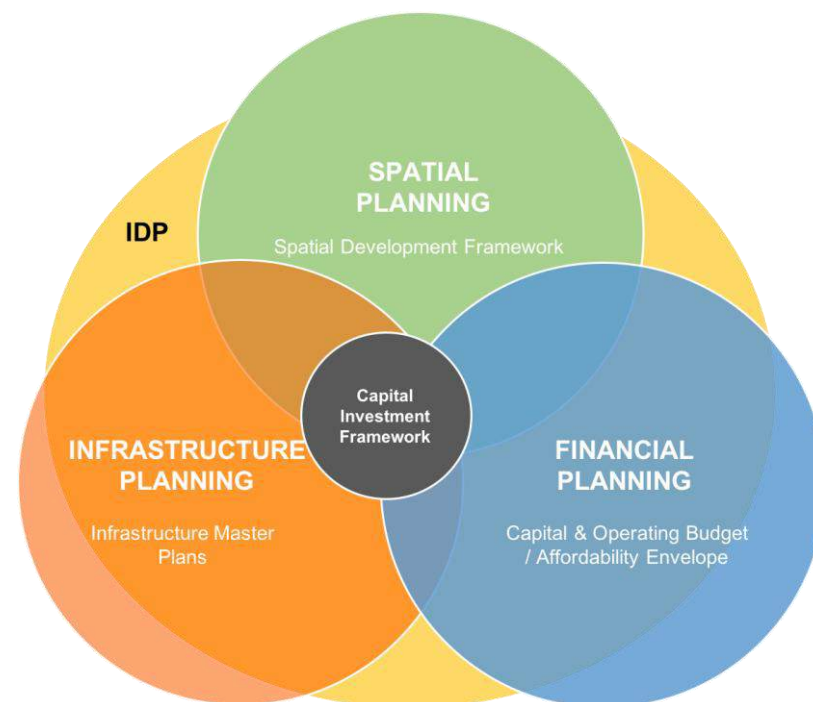 SPATIAL
PLANNING
IDP
Spatial Development Framework
Capital
Investment
Framework
INFRASTRUCTURE
PLANNING
Infrastructure Master
Plans
FINANCIAL
PLANNING
Capital & Operating Budget
/ Affordability Envelope